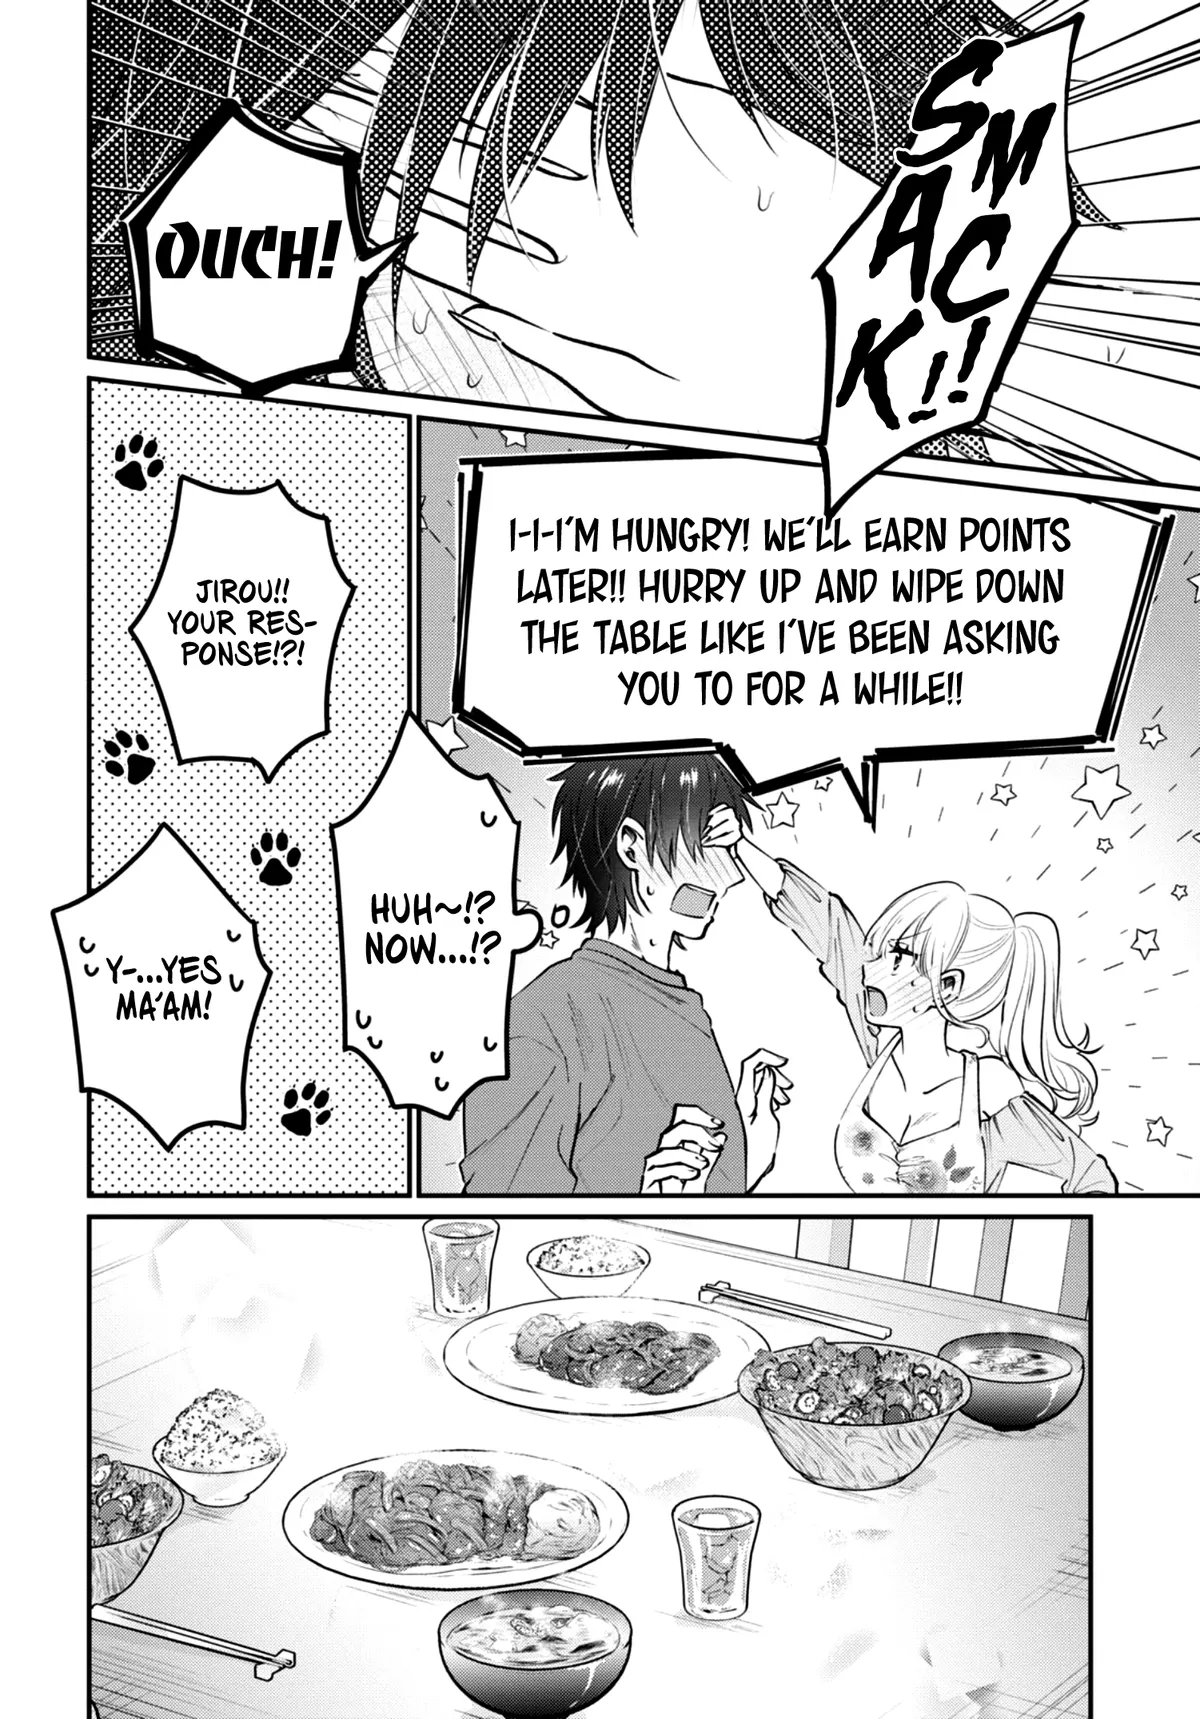 SMACK!!
OUCH!
I-I-I'M HUNGRY! WE'LL EARN POINTS
LATER!! HURRY UP AND WIPE DOWN
THE TABLE LIKE I'VE BEEN ASKING
YOU TO FOR A WHILE!!
HUH~!?
NOW...!?
JIROU!!
YOUR RES-
PONSE!?!
Y-...YES
MA'AM!